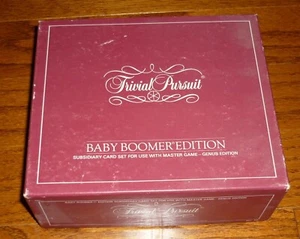 Trivial Pursuit
BABY BOOMER EDITION
SUBSIDIARY CARD SET FOR USE WITH MASTER GAME - GENUS EDITION